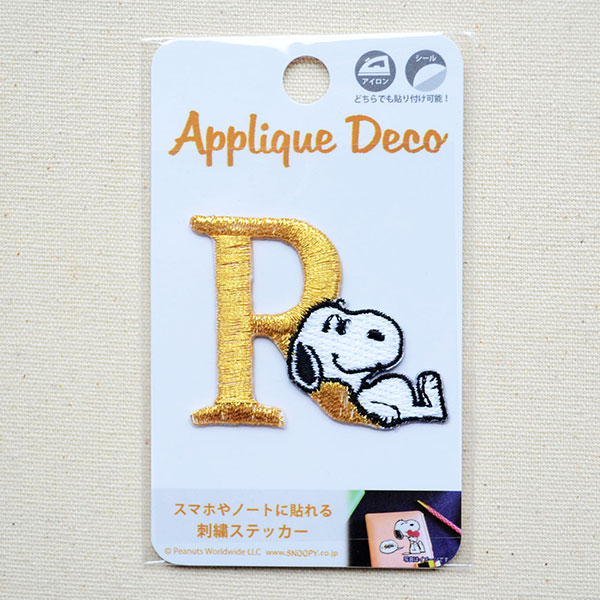 アイロン
シール
どちらでも貼り付け可能！
Applique Deco
R
スマホやノートに貼れる
刺繍ステッカー
© Peanuts Worldwide LLC www.SNOOPY.co.jp